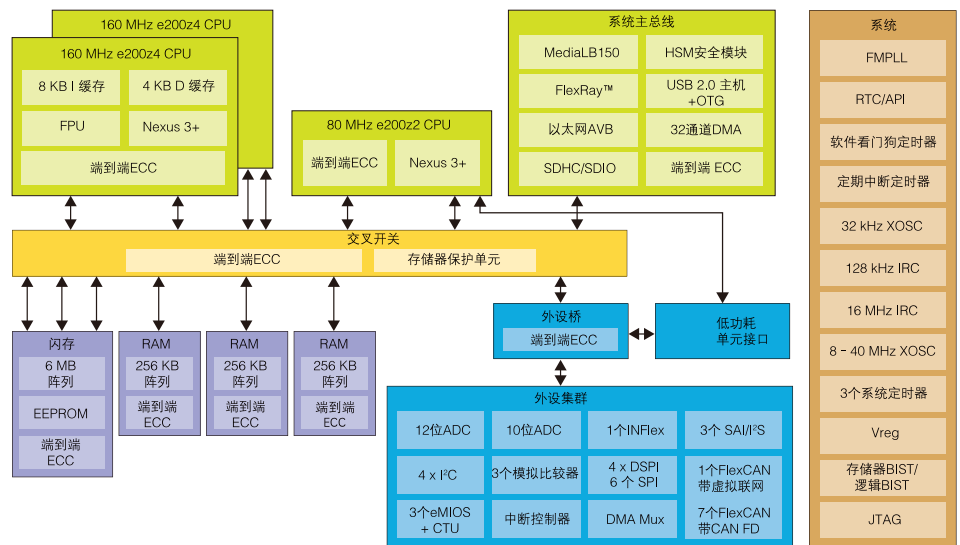 160 MHz e200z4 CPU
160 MHz e200z4 CPU
8 KB I 缓存
4 KB D 缓存
FPU
Nexus 3+
端到端ECC
80 MHz e200z2 CPU
端到端ECC
Nexus 3+
系统主总线
MediaLB150
HSM安全模块
FlexRay™
USB 2.0 主机
+OTG
以太网AVB
32通道DMA
SDHC/SDIO
端到端 ECC
交叉开关
端到端ECC
存储器保护单元
闪存
6 MB
阵列
EEPROM
端到端
ECC
RAM
256 KB
阵列
端到端
ECC
RAM
256 KB
阵列
端到端
ECC
RAM
256 KB
阵列
端到端
ECC
外设桥
端到端ECC
低功耗
单元接口
外设集群
12位ADC
10位ADC
1个INFlex
3个 SAI/I²S
4 x I²C
3个模拟比较器
4 x DSPI
6 个 SPI
1个FlexCAN
带虚拟联网
3个eMIOS
+ CTU
中断控制器
DMA Mux
7个FlexCAN
带CAN FD
系统
FMPLL
RTC/API
软件看门狗定时器
定期中断定时器
32 kHz XOSC
128 kHz IRC
16 MHz IRC
8 – 40 MHz XOSC
3个系统定时器
Vreg
存储器BIST/
逻辑BIST
JTAG